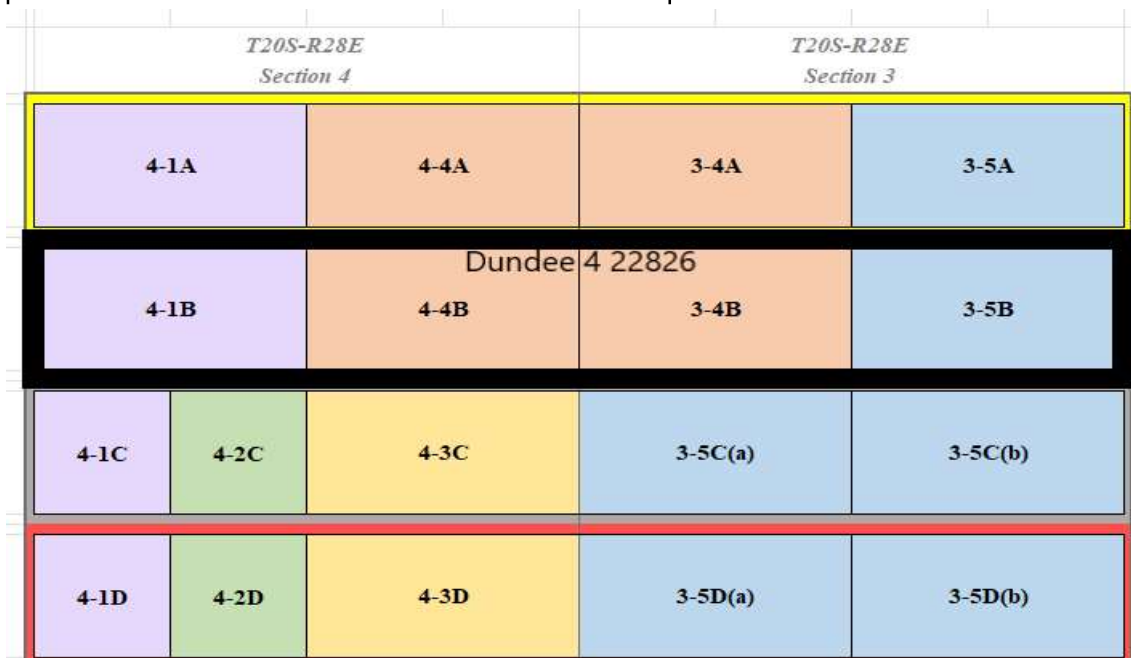 T20S-R28E T20S-R28E
Section 4 Section 3
4-1A 4-4A 3-4A 3-5A
Dundee 4 22826
4-1B 4-4B 3-4B 3-5B
4-1C 4-2C 4-3C 3-5C(a) 3-5C(b)
4-1D 4-2D 4-3D 3-5D(a) 3-5D(b)